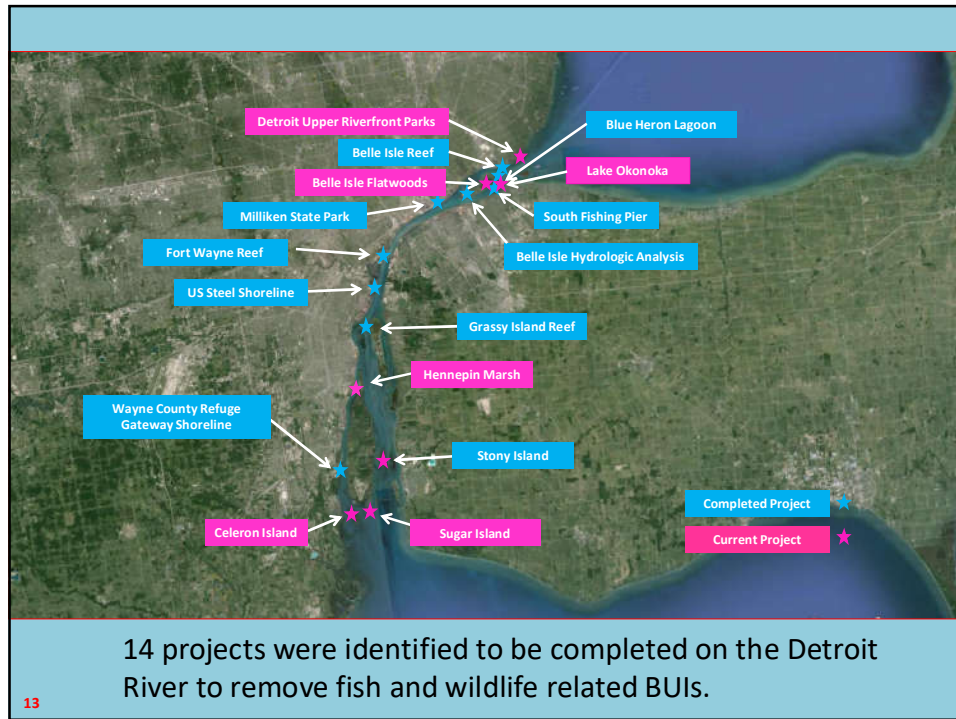 Detroit Upper Riverfront Parks
Blue Heron Lagoon
Belle Isle Reef
Belle Isle Flatwoods
Lake Okonoka
Milliken State Park
South Fishing Pier
Fort Wayne Reef
Belle Isle Hydrologic Analysis
US Steel Shoreline
Grassy Island Reef
Hennepin Marsh
Wayne County Refuge
Gateway Shoreline
Stony Island
Completed Project
Celeron Island
Sugar Island
Current Project
14 projects were identified to be completed on the Detroit
River to remove fish and wildlife related BUIs.
13